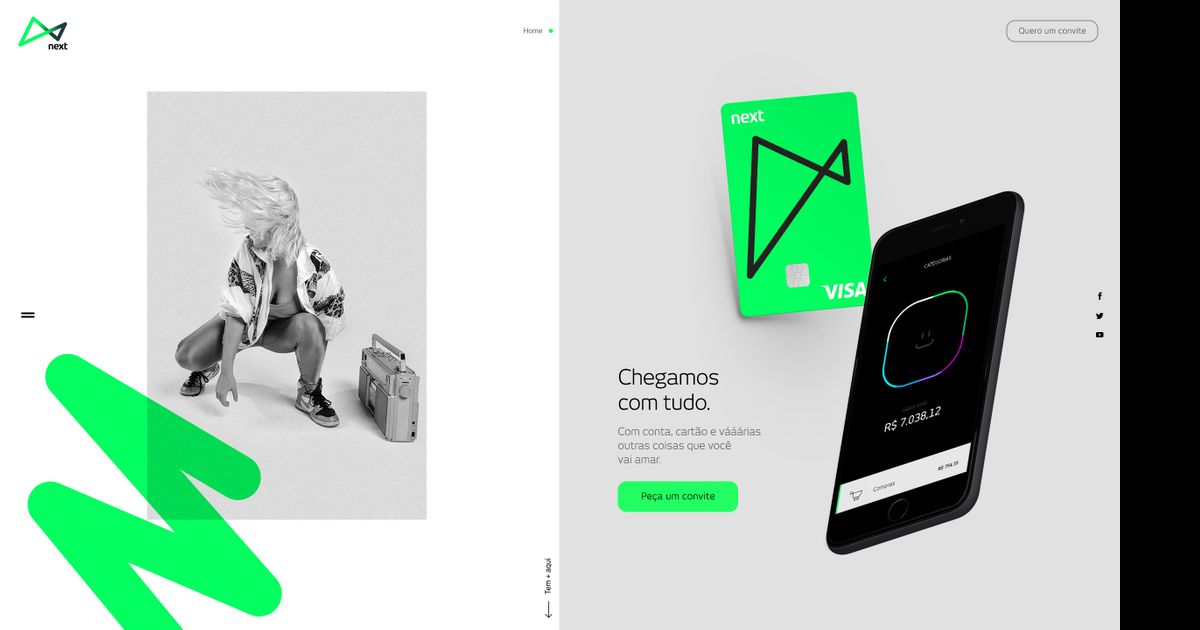 next
Home
Quero um convite
next
VISA
CATEGORIAS
R$ 7.038,12
R$ 754,35
Compras
Chegamos
com tudo.
Com conta, cartão e vááárias
outras coisas que você
vai amar.
Peça um convite
Tem + aqui